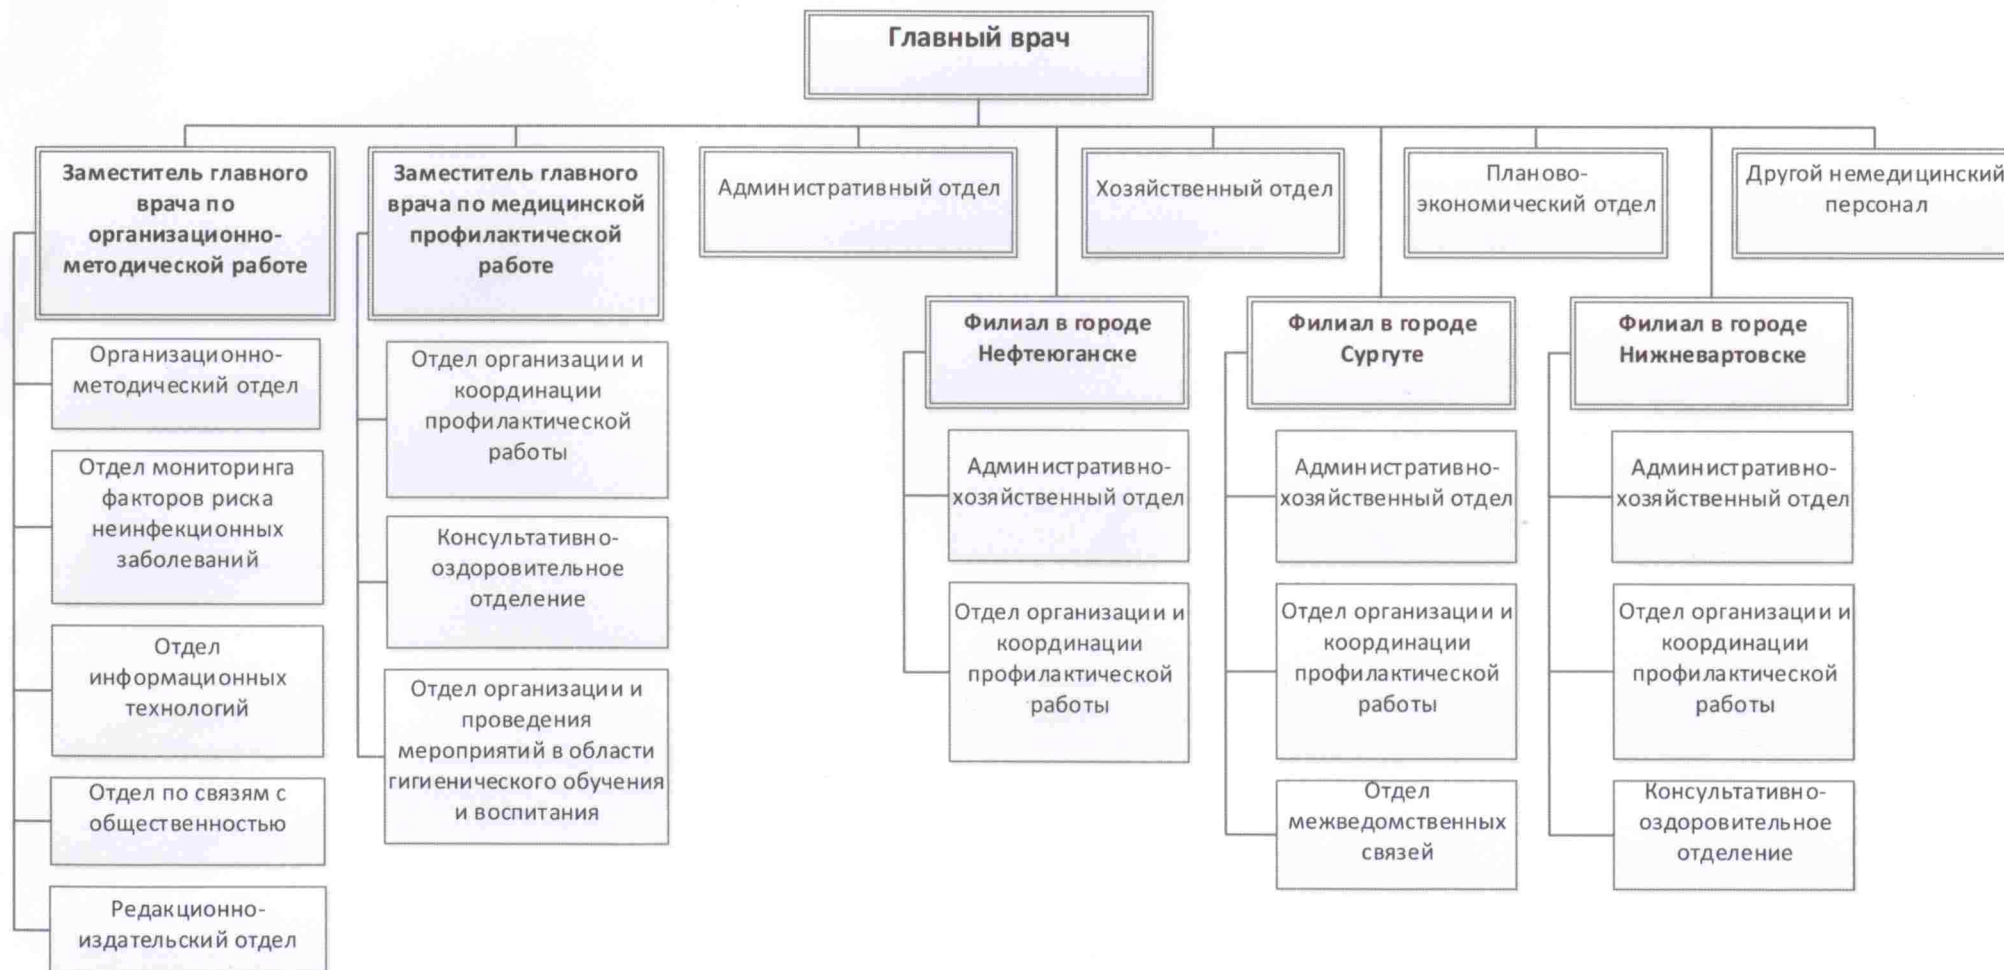 Главный врач
Заместитель главного
врача по
организационно-
методической работе
Заместитель главного
врача по медицинской
профилактической
работе
Административный отдел
Хозяйственный отдел
Планово-
экономический отдел
Другой немедицинский
персонал
Организационно-
методический отдел
Отдел мониторинга
факторов риска
неинфекционных
заболеваний
Отдел
информационных
технологий
Отдел по связям с
общественностью
Редакционно-
издательский отдел
Отдел организации и
координации
профилактической
работы
Консультативно-
оздоровительное
отделение
Отдел организации и
проведения
мероприятий в области
гигиенического обучения
и воспитания
Филиал в городе
Нефтеюганске
Административно-
хозяйственный отдел
Отдел организации и
координации
профилактической
работы
Филиал в городе
Сургуте
Административно-
хозяйственный отдел
Отдел организации и
координации
профилактической
работы
Отдел
межведомственных
связей
Филиал в городе
Нижневартовске
Административно-
хозяйственный отдел
Отдел организации и
координации
профилактической
работы
Консультативно-
оздоровительное
отделение